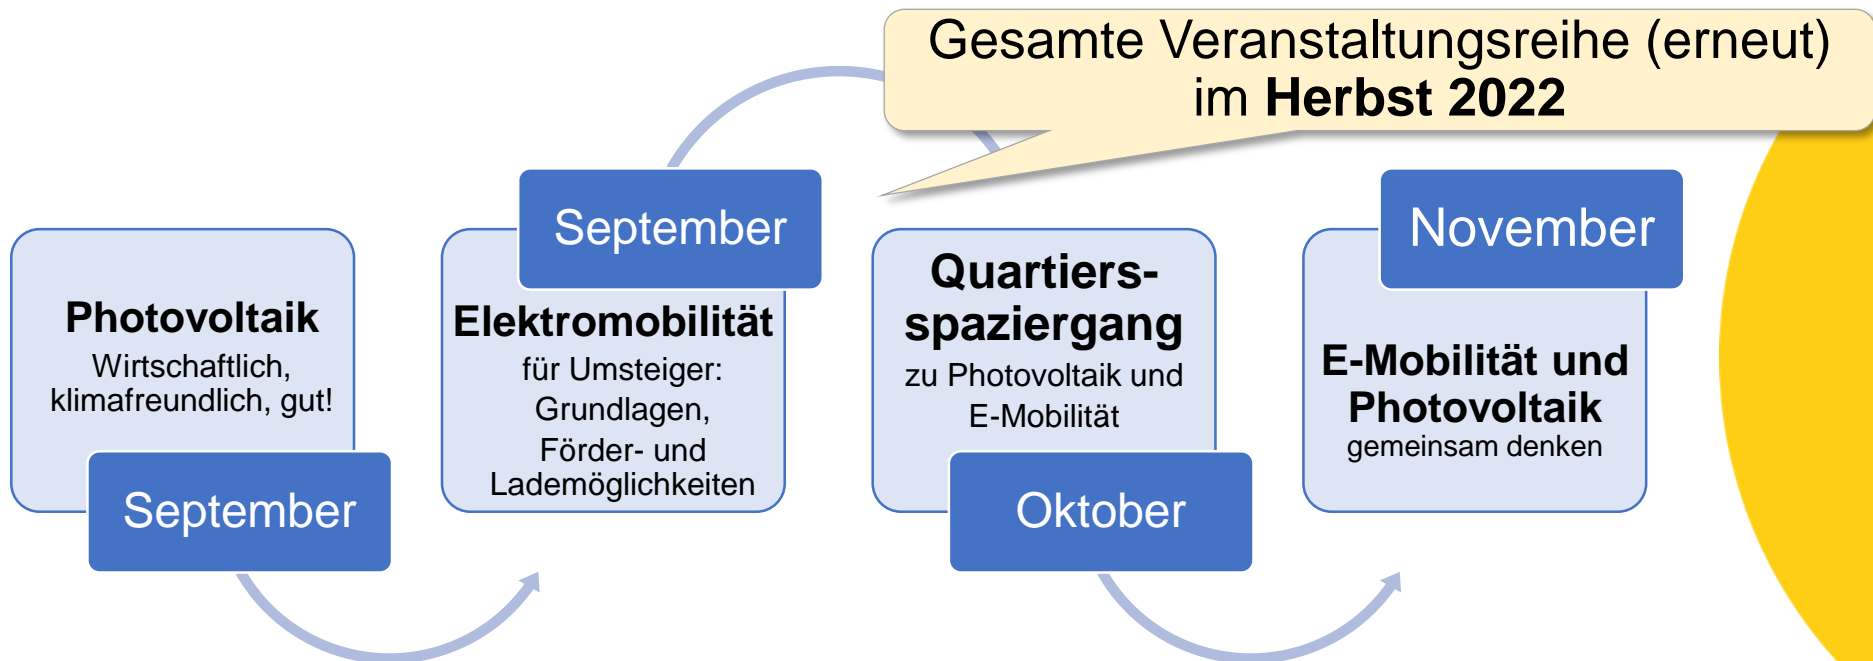 Gesamte Veranstaltungsreihe (erneut)
im Herbst 2022
Photovoltaik
Wirtschaftlich,
klimafreundlich, gut!
September
September
Elektromobilität
für Umsteiger:
Grundlagen,
Förder- und
Lademöglichkeiten
Quartiers-
spaziergang
zu Photovoltaik und
E-Mobilität
Oktober
November
E-Mobilität und
Photovoltaik
gemeinsam denken